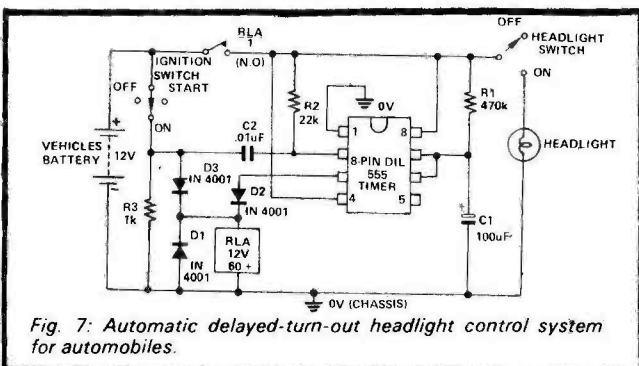 RLA
1
(N.O)
OFF
HEADLIGHT
SWITCH
ON
IGNITION
SWITCH
START
OFF
ON
VEHICLES
BATTERY
12V
+
R3
1k
D3
IN 4001
D1
IN
4001
C2
.01uF
D2
IN 4001
RLA
12V
60 +
R2
22k
0V
1
8
8-PIN DIL
555
TIMER
4
5
R1
470k
+
C1
100uF
HEADLIGHT
0V (CHASSIS)
Fig. 7: Automatic delayed-turn-out headlight control system
for automobiles.